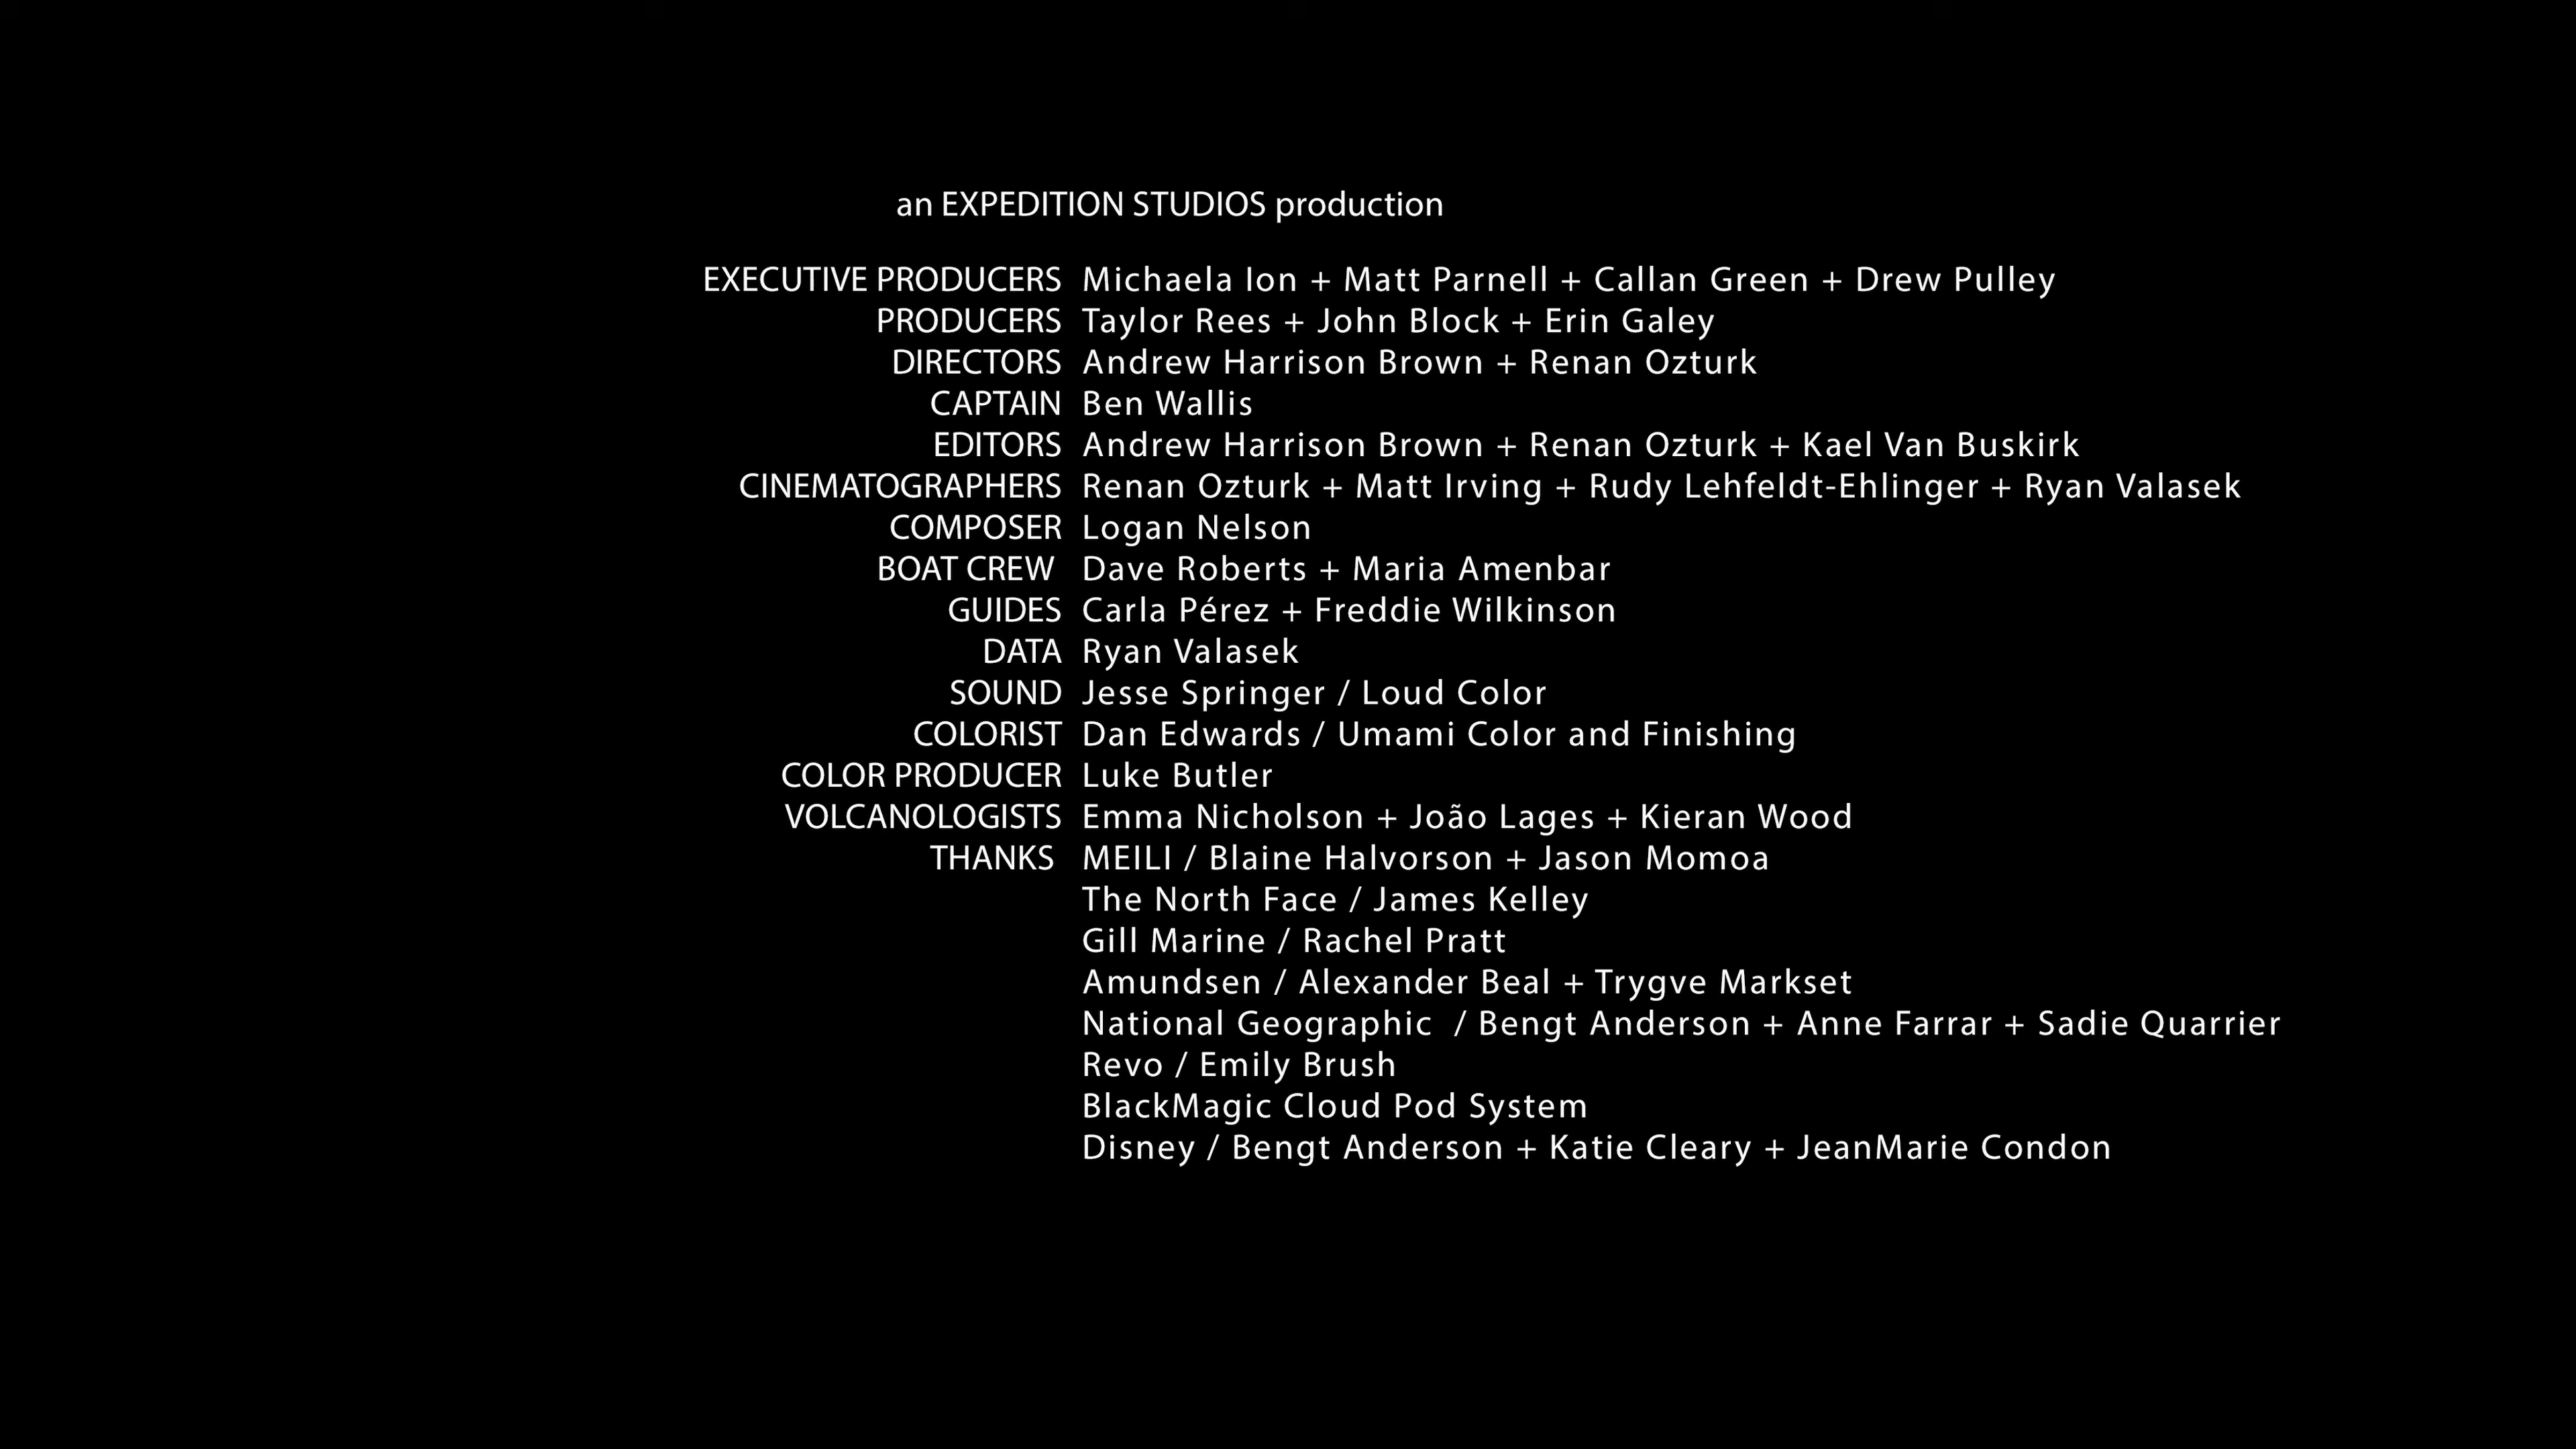 an EXPEDITION STUDIOS production
EXECUTIVE PRODUCERS Michaela Ion + Matt Parnell + Callan Green + Drew Pulley
PRODUCERS Taylor Rees + John Block + Erin Galey
DIRECTORS Andrew Harrison Brown + Renan Ozturk
CAPTAIN Ben Wallis
EDITORS Andrew Harrison Brown + Renan Ozturk + Kael Van Buskirk
CINEMATOGRAPHERS Renan Ozturk + Matt Irving + Rudy Lehfeldt-Ehlinger + Ryan Valasek
COMPOSER Logan Nelson
BOAT CREW Dave Roberts + Maria Amenbar
GUIDES Carla Pérez + Freddie Wilkinson
DATA Ryan Valasek
SOUND Jesse Springer / Loud Color
COLORIST Dan Edwards / Umami Color and Finishing
COLOR PRODUCER Luke Butler
VOLCANOLOGISTS Emma Nicholson + João Lages + Kieran Wood
THANKS MEILI / Blaine Halvorson + Jason Momoa
The North Face / James Kelley
Gill Marine / Rachel Pratt
Amundsen / Alexander Beal + Trygve Markset
National Geographic / Bengt Anderson + Anne Farrar + Sadie Quarrier
Revo / Emily Brush
BlackMagic Cloud Pod System
Disney / Bengt Anderson + Katie Cleary + JeanMarie Condon